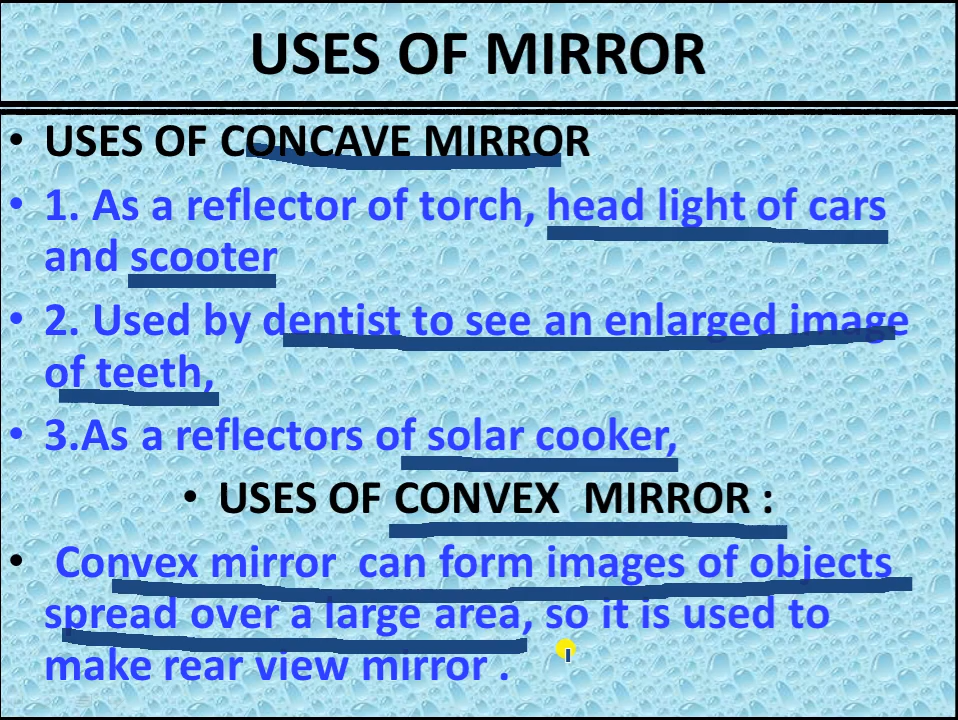 USES OF MIRROR
• USES OF CONCAVE MIRROR
• 1. As a reflector of torch, head light of cars
and scooter
• 2. Used by dentist to see an enlarged image
of teeth,
• 3.As a reflectors of solar cooker,
• USES OF CONVEX MIRROR :
• Convex mirror can form images of objects
spread over a large area, so it is used to
make rear view mirror .